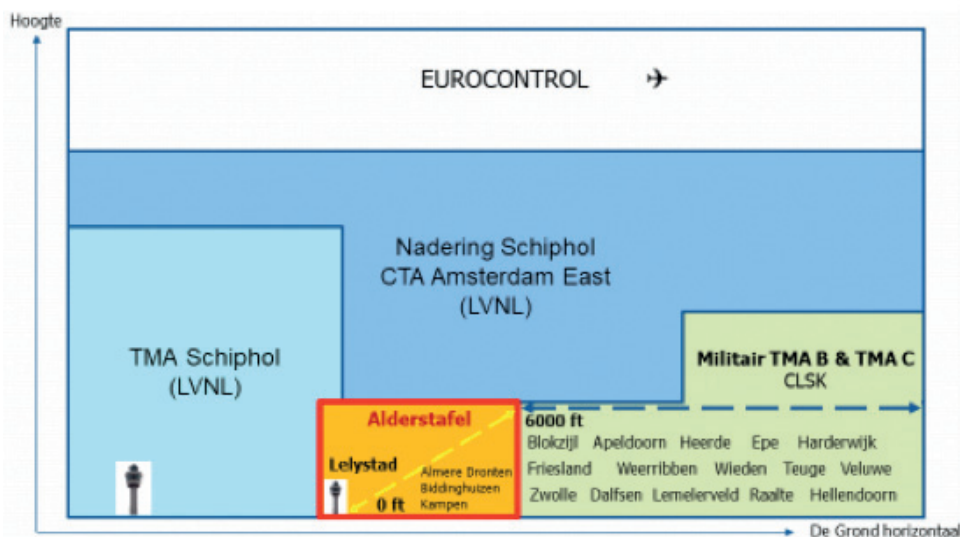 Hoogte
EUROCONTROL
Nadering Schiphol
CTA Amsterdam East
(LVNL)
TMA Schiphol
(LVNL)
Militair TMA B & TMA C
CLSK
Alderstafel
6000 ft
Blokzijl Apeldoorn Heerde Epe Harderwijk
Lelystad
Almere Dronten
Friesland Weerribben Wieden Teuge Veluwe
Biddinghuizen
Zwolle Dalfsen Lemelerveld Raalte Hellendoorn
0 ft
Kampen
De Grond horizontaal